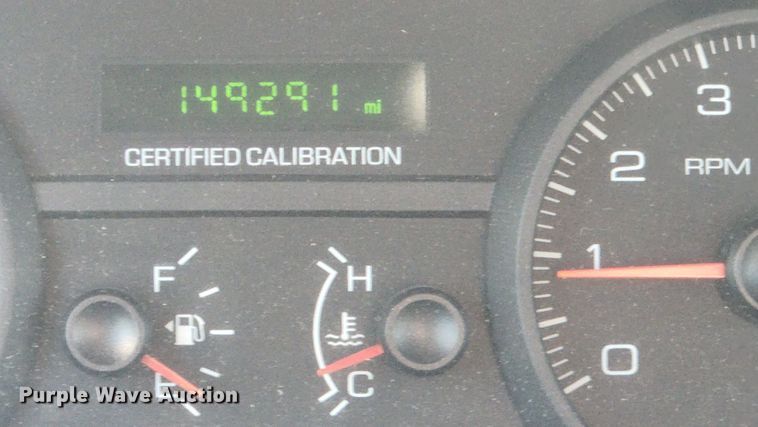 149291 mi
CERTIFIED CALIBRATION
3
2
RPM
1
0
F
H
E
C
Purple Wave Auction